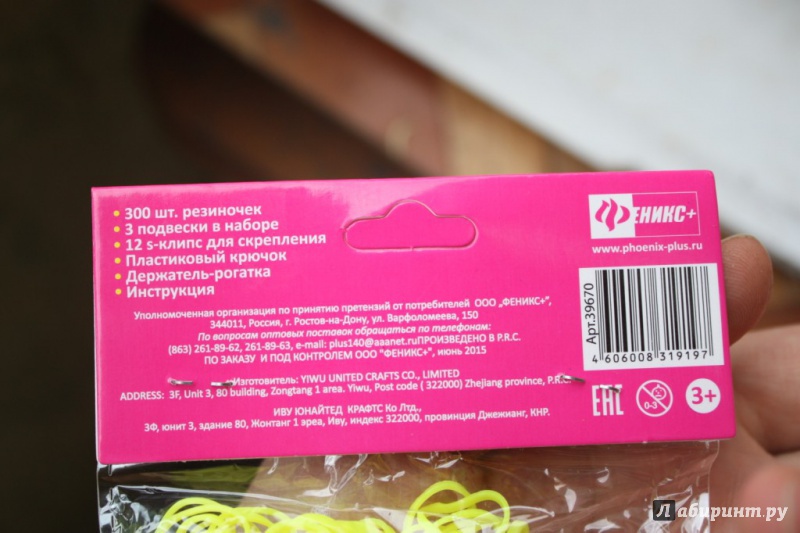 • 300 шт. резиночек
• 3 подвески в наборе
• 12 s-клипс для скрепления
• Пластиковый крючок
• Держатель-рогатка
• Инструкция
ФЕНИКС+
www.phoenix-plus.ru
Арт.39670
4 606008 319197
Уполномоченная организация по принятию претензий от потребителей ООО „ФЕНИКС+",
344011, Россия, г. Ростов-на-Дону, ул. Варфоломеева, 150
По вопросам оптовых поставок обращаться по телефонам:
(863) 261-89-62, 261-89-63, e-mail: plus140@aaanet.ruПРОИЗВЕДЕНО В P.R.C.
ПО ЗАКАЗУ И ПОД КОНТРОЛЕМ ООО "ФЕНИКС+", июнь 2015
Изготовитель: YIWU UNITED CRAFTS CO., LIMITED
ADDRESS: 3F, Unit 3, 80 building, Zongtang 1 area. Yiwu, Post code ( 322000) Zhejiang province, P.R.C
ИВУ ЮНАЙТЕД КРАФТС Ко Лтд.,
3Ф, юнит 3, здание 80, Жонтанг 1 эреа, Иву, индекс 322000, провинция Джежианг, КНР.
EAC
0-3
3+
Лабиринт.ру